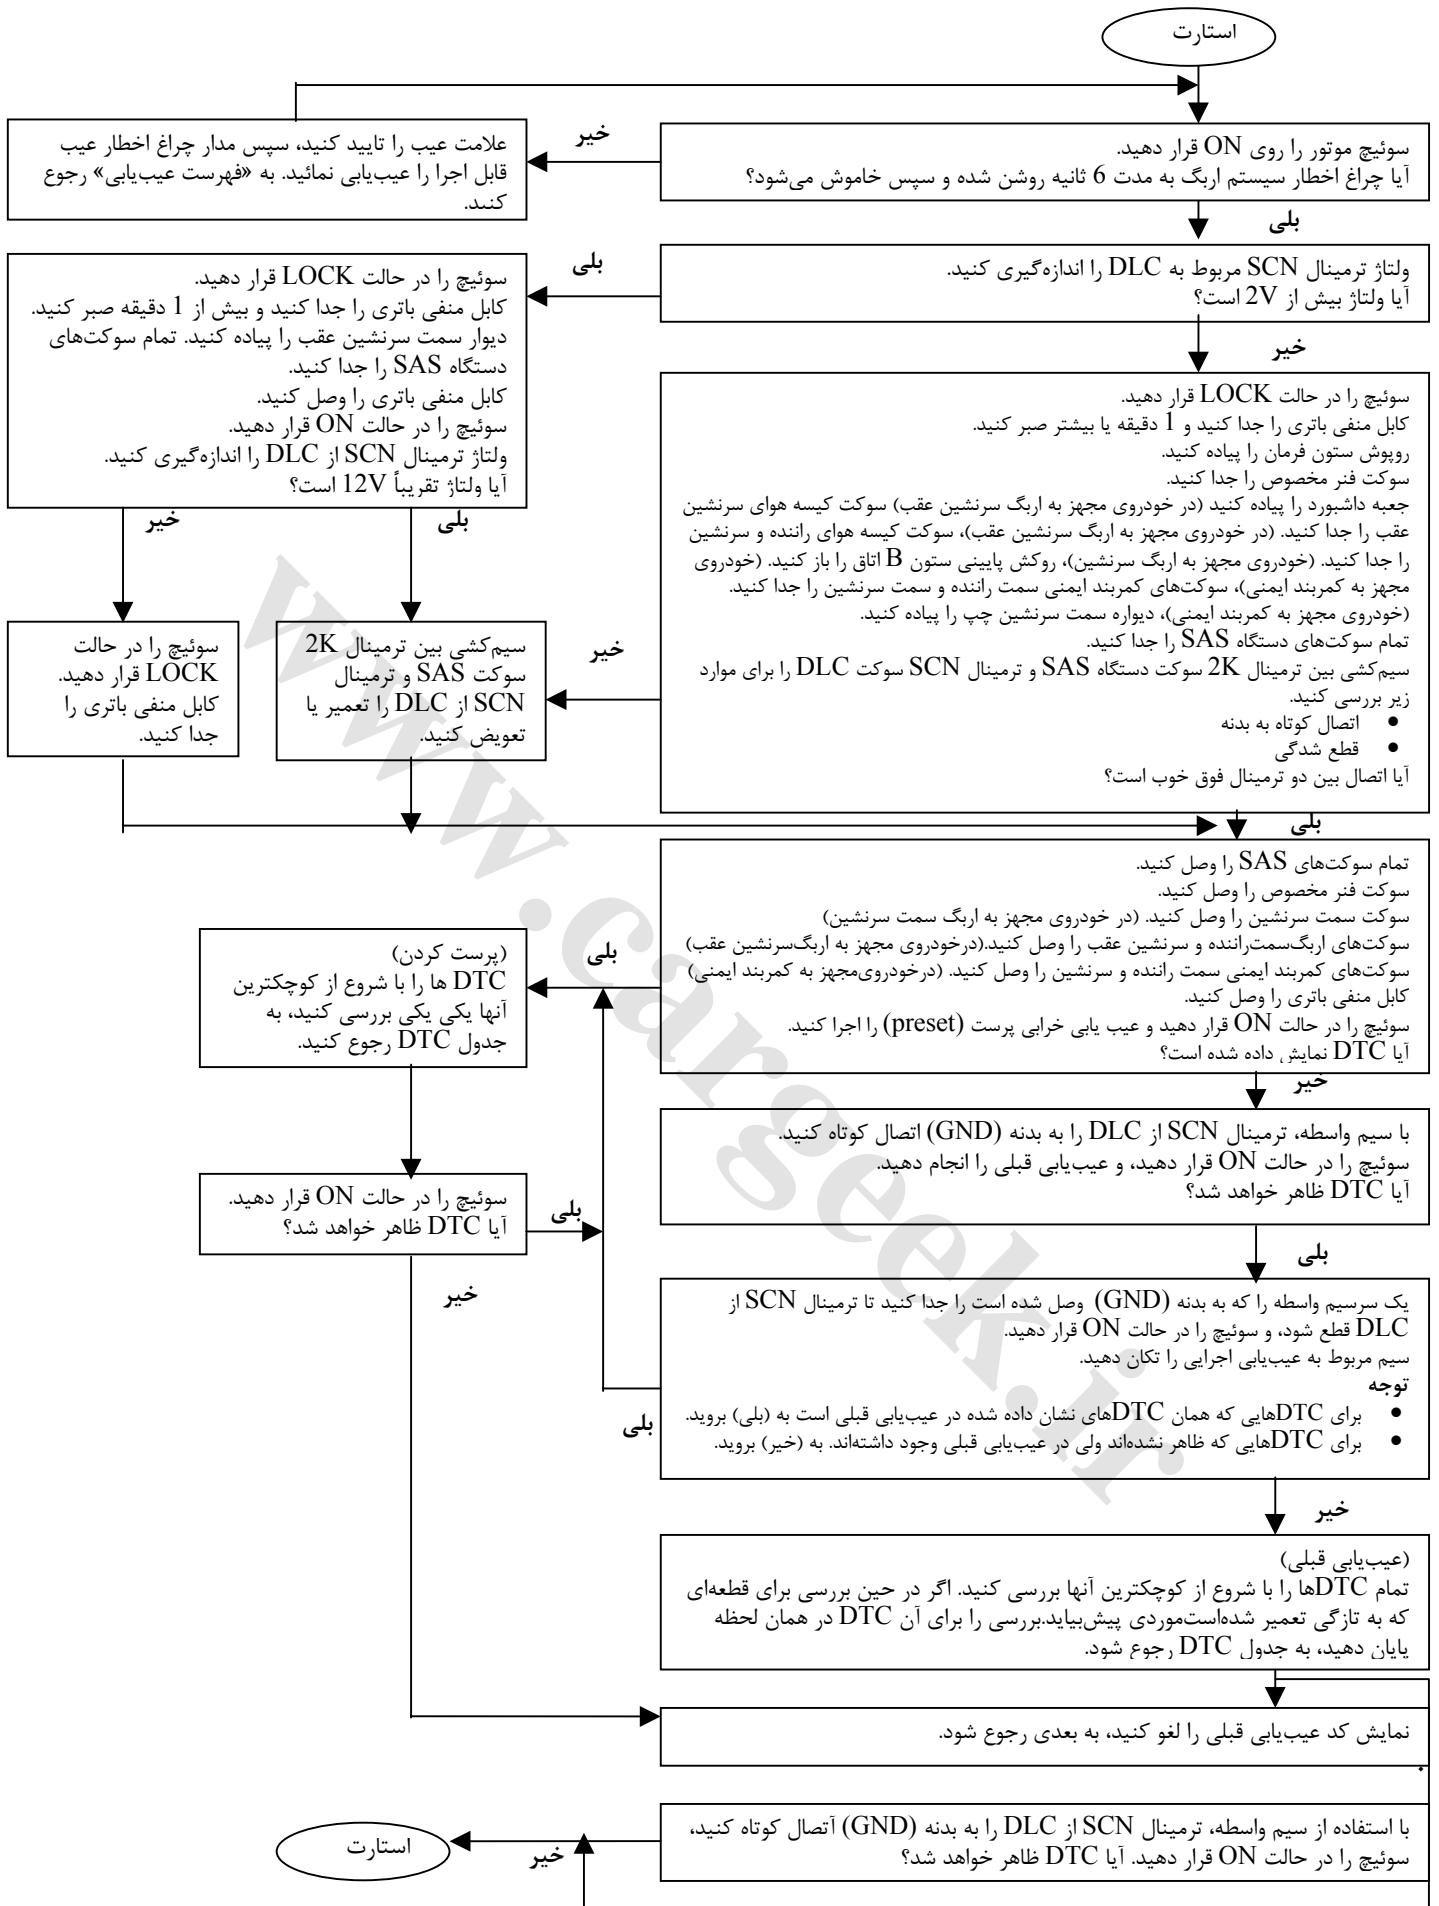 استارت
سوئیچ موتور را روی ON قرار دهید.
آیا چراغ اخطار سیستم اربگ به مدت 6 ثانیه روشن شده و سپس خاموش می‌شود؟
خیر
علامت عیب را تایید کنید، سپس مدار چراغ اخطار عیب
قابل اجرا را عیب‌یابی نمائید. به «فهرست عیب‌یابی» رجوع
کنید.
بلی
ولتاژ ترمینال SCN مربوط به DLC را اندازه‌گیری کنید.
آیا ولتاژ بیش از 2V است؟
بلی
سوئیچ را در حالت LOCK قرار دهید.
کابل منفی باتری را جدا کنید و بیش از 1 دقیقه صبر کنید.
دیوار سمت سرنشین عقب را پیاده کنید. تمام سوکت‌های
دستگاه SAS را جدا کنید.
کابل منفی باتری را وصل کنید.
سوئیچ را در حالت ON قرار دهید.
ولتاژ ترمینال SCN از DLC را اندازه‌گیری کنید.
آیا ولتاژ تقریباً 12V است؟
خیر
سوئیچ را در حالت LOCK قرار دهید.
کابل منفی باتری را جدا کنید و 1 دقیقه یا بیشتر صبر کنید.
روپوش ستون فرمان را پیاده کنید.
سوکت فنر مخصوص را جدا کنید.
جعبه داشبورد را پیاده کنید (در خودروی مجهز به اربگ سرنشین عقب) سوکت کیسه هوای سرنشین
عقب را جدا کنید. (در خودروی مجهز به اربگ سرنشین عقب)، سوکت کیسه هوای راننده و سرنشین
را جدا کنید. (خودروی مجهز به اربگ سرنشین)، روکش پایینی ستون B اتاق را باز کنید. (خودروی
مجهز به کمربند ایمنی)، سوکت‌های کمربند ایمنی سمت راننده و سمت سرنشین را جدا کنید.
(خودروی مجهز به کمربند ایمنی)، دیواره سمت سرنشین چپ را پیاده کنید.
تمام سوکت‌های دستگاه SAS را جدا کنید.
سیم‌کشی بین ترمینال 2K سوکت دستگاه SAS و ترمینال SCN سوکت DLC را برای موارد
زیر بررسی کنید.
• اتصال کوتاه به بدنه
• قطع شدگی
آیا اتصال بین دو ترمینال فوق خوب است؟
بلی
خیر
خیر
سیم‌کشی بین ترمینال 2K
سوکت SAS و ترمینال
SCN از DLC را تعمیر یا
تعویض کنید.
سوئیچ را در حالت
LOCK قرار دهید.
کابل منفی باتری را
جدا کنید.
بلی
تمام سوکت‌های SAS را وصل کنید.
سوکت فنر مخصوص را وصل کنید.
سوکت سمت سرنشین را وصل کنید. (در خودروی مجهز به اربگ سمت سرنشین)
سوکت‌های اربگ‌سمت‌راننده و سرنشین عقب را وصل کنید.(درخودروی مجهز به اربگ‌سرنشین عقب)
سوکت‌های کمربند ایمنی سمت راننده و سرنشین را وصل کنید. (درخودروی‌مجهز به کمربند ایمنی)
کابل منفی باتری را وصل کنید.
سوئیچ را در حالت ON قرار دهید و عیب یابی خرابی پرست (preset) را اجرا کنید.
آیا DTC نمایش داده شده است؟
بلی
(پرست کردن)
DTC ها را با شروع از کوچکترین
آنها یکی یکی بررسی کنید، به
جدول DTC رجوع کنید.
خیر
با سیم واسطه، ترمینال SCN از DLC را به بدنه (GND) اتصال کوتاه کنید.
سوئیچ را در حالت ON قرار دهید، و عیب‌یابی قبلی را انجام دهید.
آیا DTC ظاهر خواهد شد؟
سوئیچ را در حالت ON قرار دهید.
آیا DTC ظاهر خواهد شد؟
بلی
بلی
خیر
یک سرسیم واسطه را که به بدنه (GND) وصل شده است را جدا کنید تا ترمینال SCN از
DLC قطع شود، و سوئیچ را در حالت ON قرار دهید.
سیم مربوط به عیب‌یابی اجرایی را تکان دهید.
توجه
• برای DTCهایی که همان DTCهای نشان داده شده در عیب‌یابی قبلی است به (بلی) بروید.
• برای DTCهایی که ظاهر نشده‌اند ولی در عیب‌یابی قبلی وجود داشته‌اند. به (خیر) بروید.
بلی
خیر
(عیب‌یابی قبلی)
تمام DTCها را با شروع از کوچکترین آنها بررسی کنید. اگر در حین بررسی برای قطعه‌ای
که به تازگی تعمیر شده‌است‌موردی پیش‌بیاید.بررسی را برای آن DTC در همان لحظه
پایان دهید، به جدول DTC رجوع شود.
نمایش کد عیب‌یابی قبلی را لغو کنید، به بعدی رجوع شود.
.
با استفاده از سیم واسطه، ترمینال SCN از DLC را به بدنه (GND) آتصال کوتاه کنید،
سوئیچ را در حالت ON قرار دهید. آیا DTC ظاهر خواهد شد؟
خیر
استارت
www.cargeek.ir